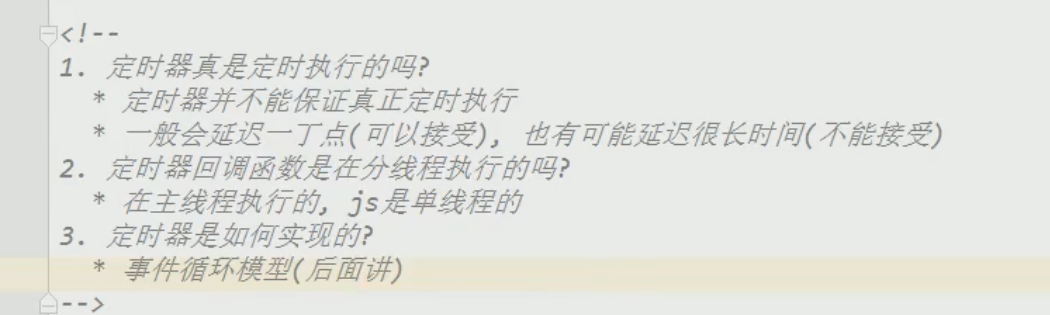 <!--
1. 定时器真是定时执行的吗?
* 定时器并不能保证真正定时执行
* 一般会延迟一丁点(可以接受), 也有可能延迟很长时间(不能接受)
2. 定时器回调函数是在分线程执行的吗?
* 在主线程执行的, js是单线程的
3. 定时器是如何实现的?
* 事件循环模型(后面讲)
-->